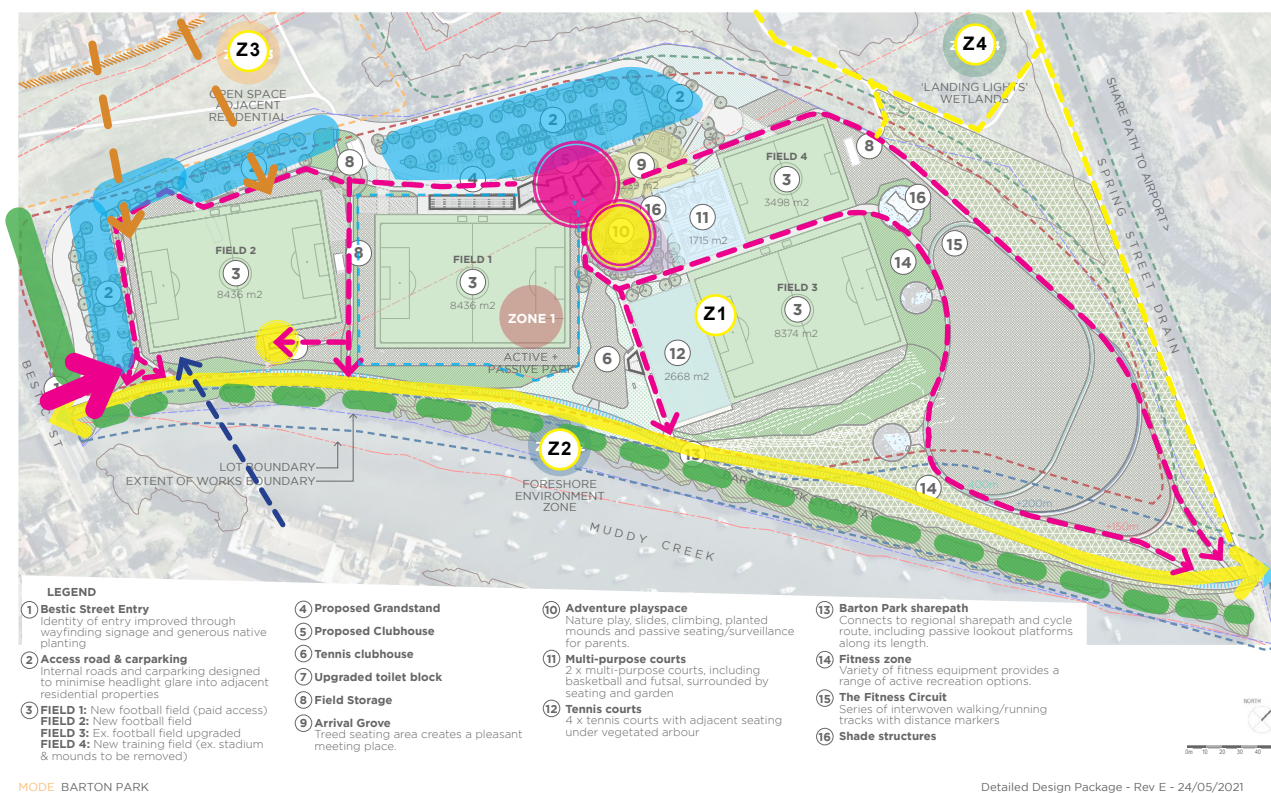 Z3
OPEN SPACE
ADJACENT
RESIDENTIAL
Z4
'LANDING LIGHTS'
WETLANDS
SHARE PATH TO AIRPORT >
SPRING STREET DRAIN
2
2
8
5
4
9
FIELD 4
3
3498 m2
8
16
16
11
1715 m2
10
15
14
FIELD 2
3
8436 m2
8
FIELD 1
3
8436 m2
2
FIELD 3
3
8374 m2
Z1
ZONE 1
ACTIVE +
PASSIVE PARK
6
12
2668 m2
1
BESTIC ST
LOT BOUNDARY
EXTENT OF WORKS BOUNDARY
Z2
FORESHORE
ENVIRONMENT
ZONE
13
BARTON PARK CYCLEWAY
14
400m
200m
+150m
MUDDY CREEK
LEGEND
1 Bestic Street Entry
Identity of entry improved through
wayfinding signage and generous native
planting
2 Access road & carparking
Internal roads and carparking designed
to minimise headlight glare into adjacent
residential properties
3 FIELD 1: New football field (paid access)
FIELD 2: New football field
FIELD 3: Ex. football field upgraded
FIELD 4: New training field (ex. stadium
& mounds to be removed)
4 Proposed Grandstand
5 Proposed Clubhouse
6 Tennis clubhouse
7 Upgraded toilet block
8 Field Storage
9 Arrival Grove
Treed seating area creates a pleasant
meeting place.
10 Adventure playspace
Nature play, slides, climbing, planted
mounds and passive seating/surveillance
for parents.
11 Multi-purpose courts
2 x multi-purpose courts, including
basketball and futsal, surrounded by
seating and garden
12 Tennis courts
4 x tennis courts with adjacent seating
under vegetated arbour
13 Barton Park sharepath
Connects to regional sharepath and cycle
route, including passive lookout platforms
along its length.
14 Fitness zone
Variety of fitness equipment provides a
range of active recreation options.
15 The Fitness Circuit
Series of interwoven walking/running
tracks with distance markers
16 Shade structures
NORTH
0m 10 20 30 40
MODE BARTON PARK
Detailed Design Package - Rev E - 24/05/2021